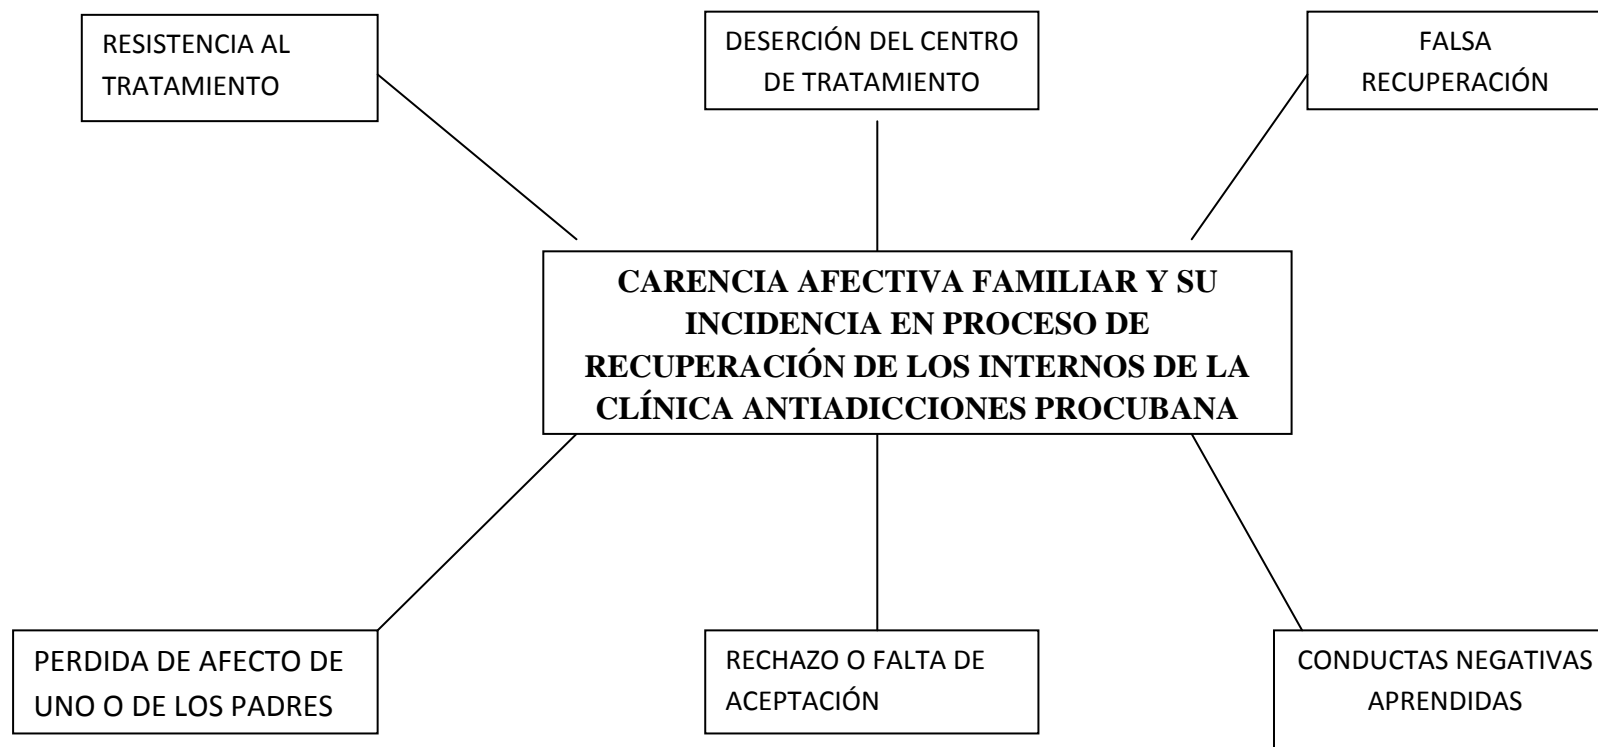 RESISTENCIA AL
TRATAMIENTO
DESERCIÓN DEL CENTRO
DE TRATAMIENTO
FALSA
RECUPERACIÓN
CARENCIA AFECTIVA FAMILIAR Y SU
INCIDENCIA EN PROCESO DE
RECUPERACIÓN DE LOS INTERNOS DE LA
CLÍNICA ANTIADICCIONES PROCUBANA
PERDIDA DE AFECTO DE
UNO O DE LOS PADRES
RECHAZO O FALTA DE
ACEPTACIÓN
CONDUCTAS NEGATIVAS
APRENDIDAS